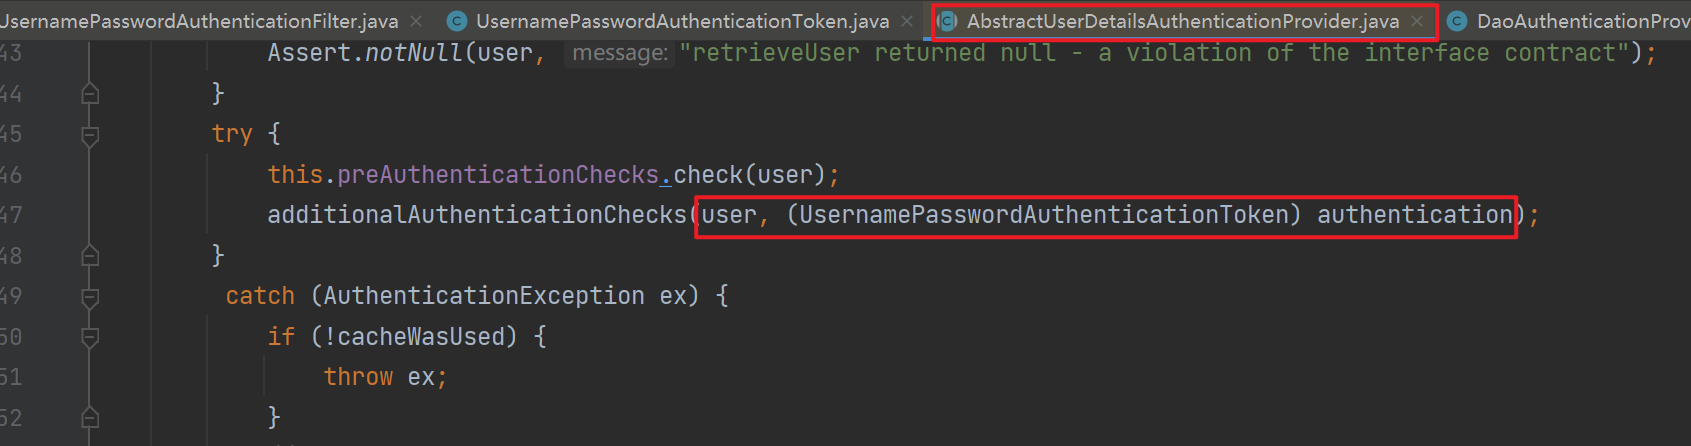 UsernamePasswordAuthenticationFilter.java × UsernamePasswordAuthenticationToken.java × AbstractUserDetailsAuthenticationProvider.java × DaoAuthenticationProv
43 Assert.notNull(user, message: "retrieveUser returned null - a violation of the interface contract");
44 }
45 try {
46 this.preAuthenticationChecks.check(user);
47 additionalAuthenticationChecks(user, (UsernamePasswordAuthenticationToken) authentication);
48 }
49 catch (AuthenticationException ex) {
50 if (!cacheWasUsed) {
51 throw ex;
52 }